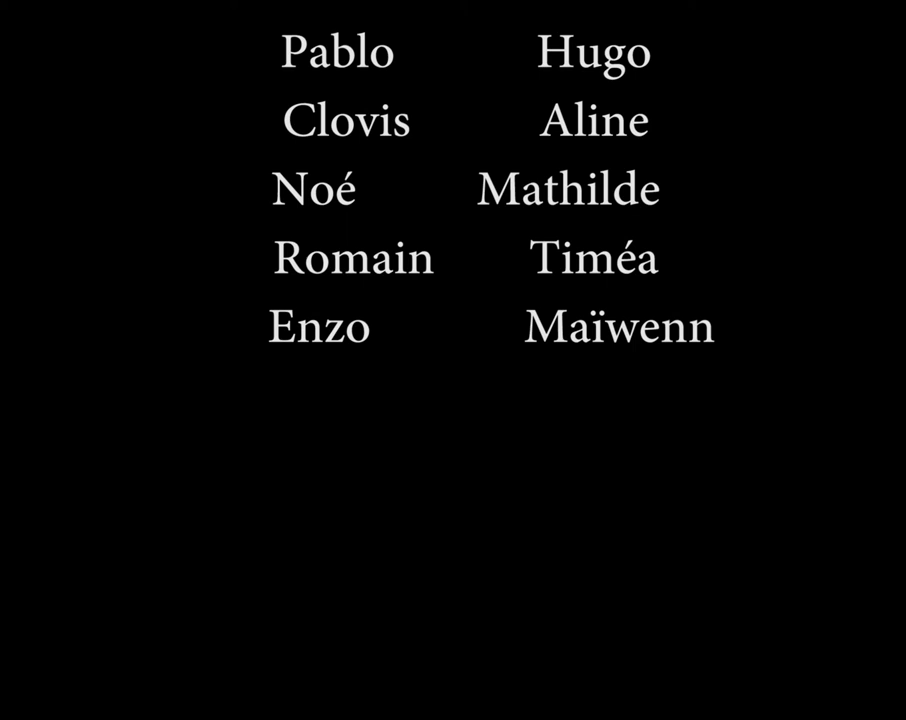 Pablo Hugo
Clovis Aline
Noé Mathilde
Romain Timéa
Enzo Maïwenn